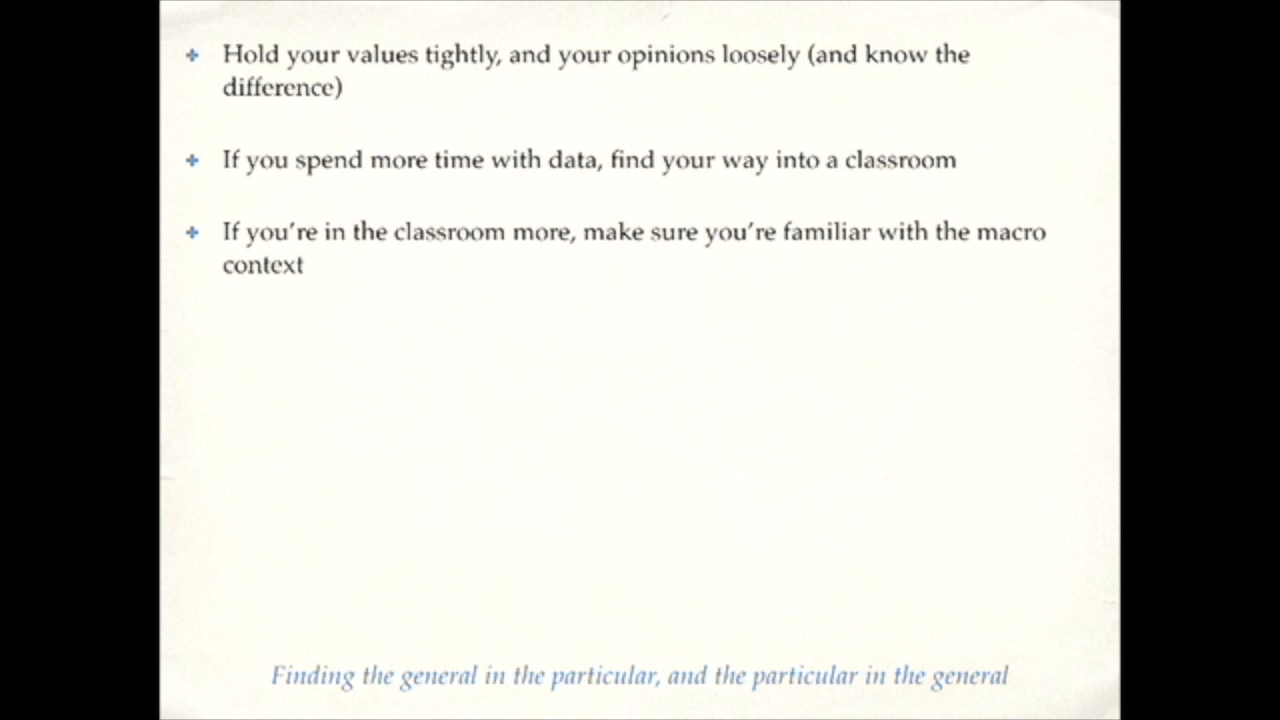 Hold your values tightly, and your opinions loosely (and know the
difference)
If you spend more time with data, find your way into a classroom
If you're in the classroom more, make sure you're familiar with the macro
context
Finding the general in the particular, and the particular in the general